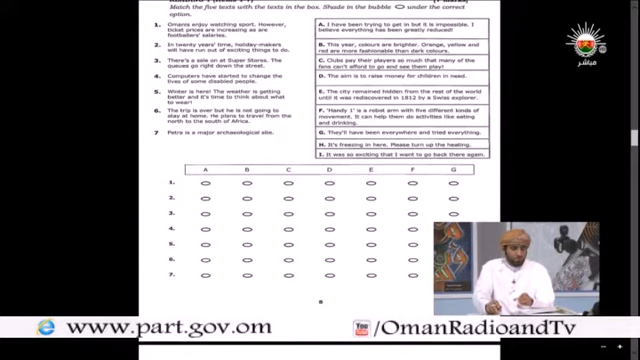 Match the five texts with the texts in the box. Shade in the bubble under the correct
option.
1. Omanis enjoy watching sport. However,
ticket prices are increasing as are
footballers' salaries.
2. In twenty years' time, holiday-makers
will have run out of exciting things to do.
3. There's a sale on at Super Stores. The
queues go right down the street.
4. Computers have started to change the
lives of some disabled people.
5. Winter is here! The weather is getting
better and it's time to think about what
to wear!
6. The trip is over but he is not going to
stay at home. He plans to travel from the
north to the south of Africa.
7 Petra is a major archaeological site.
A. I have been trying to get in but it is impossible. I
believe everything has been greatly reduced!
B. This year, colours are brighter. Orange, yellow and
red are more fashionable than dark colours.
C. Clubs pay their players so much that many of the
fans can't afford to go and see them play!
D. The aim is to raise money for children in need.
E. The city remained hidden from the rest of the world
until it was rediscovered in 1812 by a Swiss explorer.
F. 'Handy 1' is a robot arm with five different kinds of
movement. It can help them do activities like eating
and drinking.
G. They'll have been everywhere and tried everything.
H. It's freezing in here. Please turn up the heating.
I. It was so exciting that I want to go back there again.
A B C D E F G
1.
2.
3.
4.
5.
6.
7.
8
مباشر
www.part.gov.om
You Tube /OmanRadioandTv